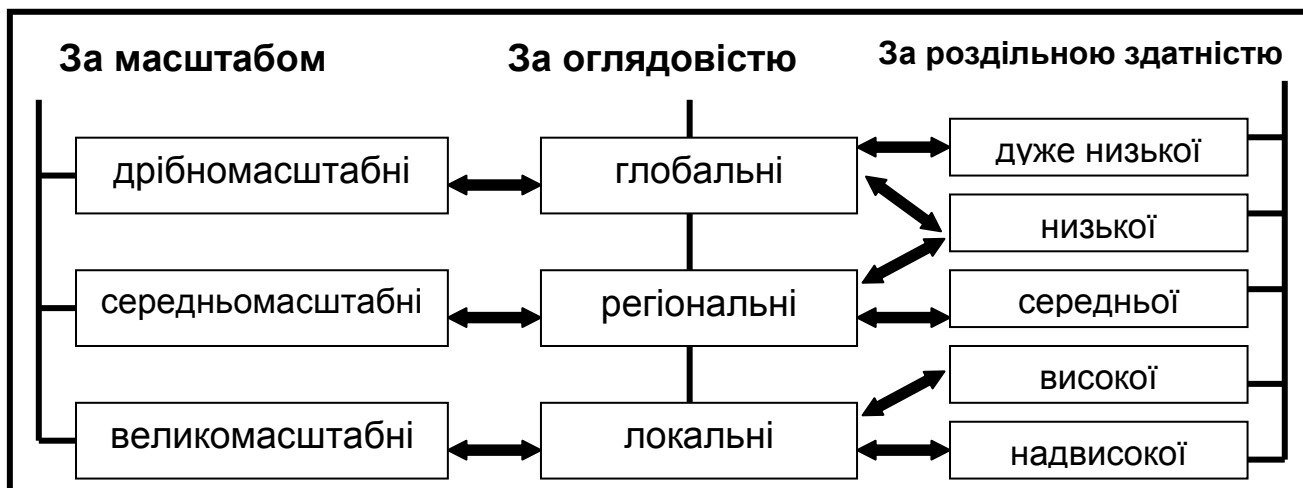 За масштабом
За оглядовістю
За роздільною здатністю
дрібномасштабні
глобальні
дуже низької
низької
середньомасштабні
регіональні
середньої
високої
великомасштабні
локальні
надвисокої